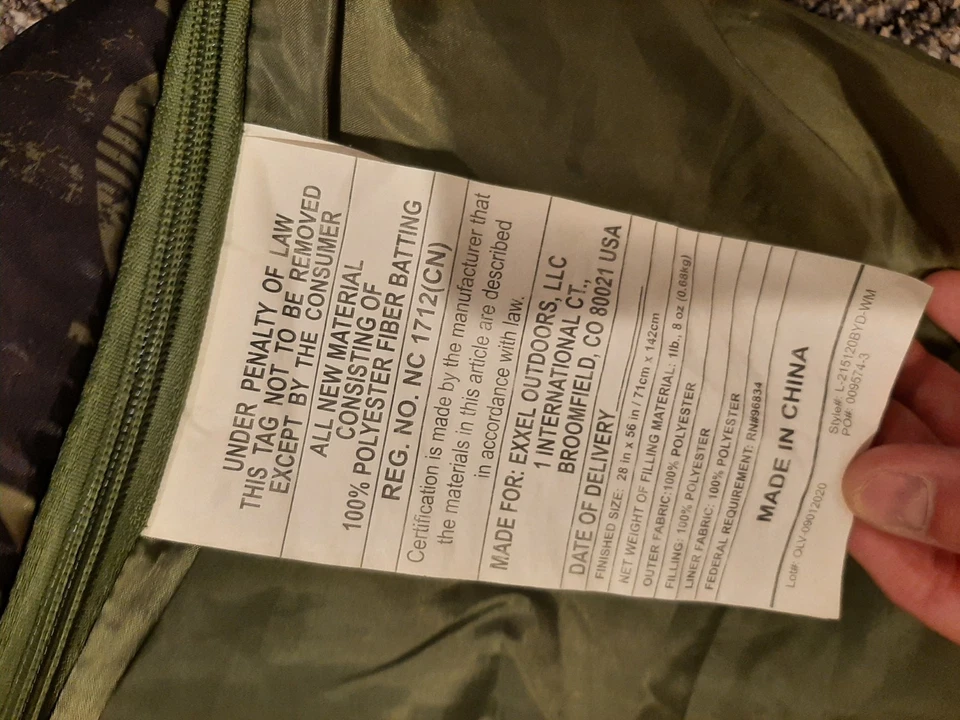 UNDER PENALTY OF LAW
THIS TAG NOT TO BE REMOVED
EXCEPT BY THE CONSUMER
ALL NEW MATERIAL
CONSISTING OF
100% POLYESTER FIBER BATTING
REG. NO. NC 1712(CN)
Certification is made by the manufacturer that
the materials in this article are described
in accordance with law.
MADE FOR: EXXEL OUTDOORS, LLC
1 INTERNATIONAL CT.,
BROOMFIELD, CO 80021 USA
DATE OF DELIVERY
FINISHED SIZE: 28 in x 56 in / 71cm x 142cm
NET WEIGHT OF FILLING MATERIAL: 1lb., 8 oz (0.68kg)
OUTER FABRIC:100% POLYESTER
FILLING: 100% POLYESTER
LINER FABRIC: 100% POLYESTER
FEDERAL REQUIREMENT: RN#96834
MADE IN CHINA
Style#: L-215120BYD-WM
Lot#: OLV-09012020
PO#: 009574-3